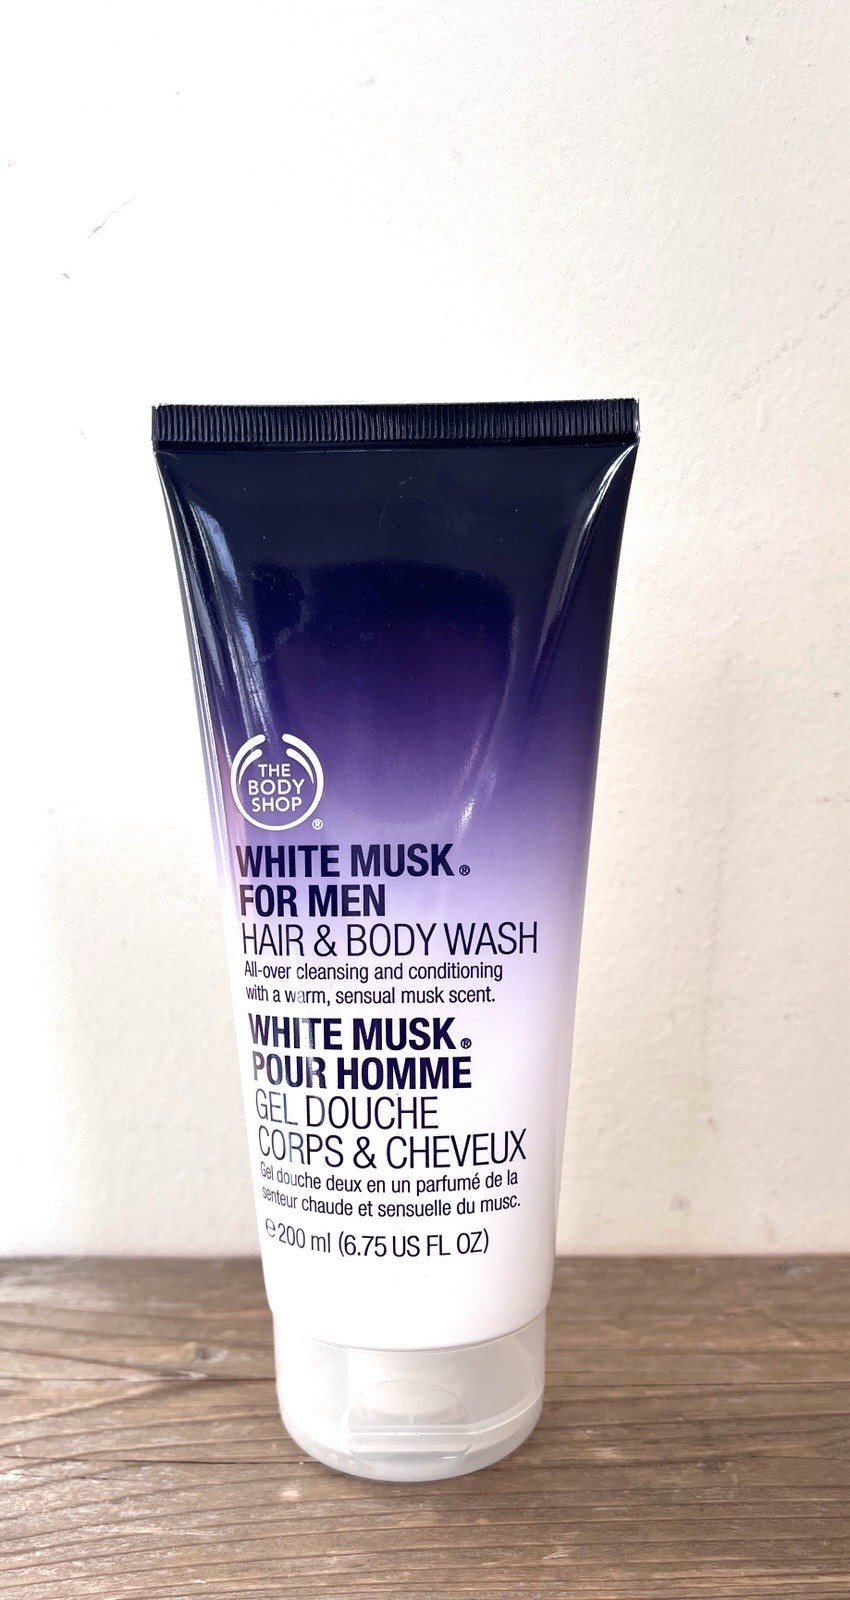 THE
BODY
SHOP
®
WHITE MUSK®
FOR MEN
HAIR & BODY WASH
All-over cleansing and conditioning
with a warm, sensual musk scent.
WHITE MUSK®
POUR HOMME
GEL DOUCHE
CORPS & CHEVEUX
Gel douche deux en un parfumé de la
senteur chaude et sensuelle du musc.
℮ 200 ml (6.75 US FL OZ)